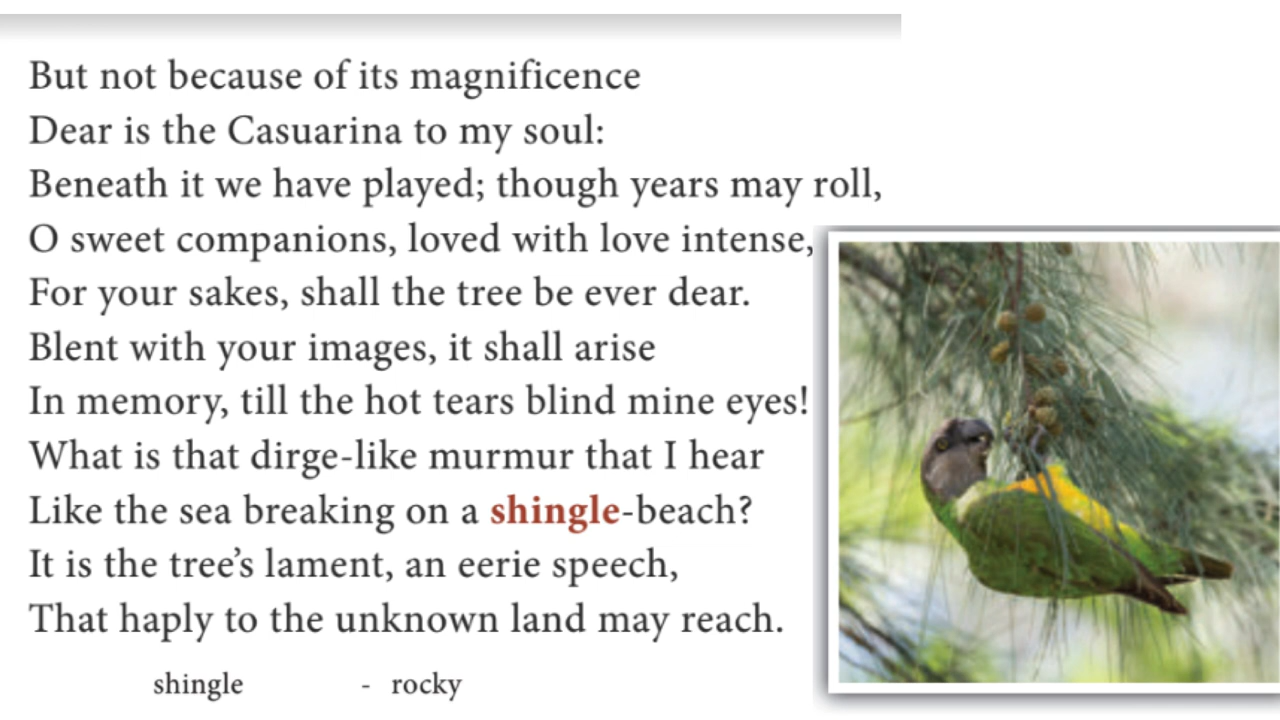 But not because of its magnificence
Dear is the Casuarina to my soul:
Beneath it we have played; though years may roll,
O sweet companions, loved with love intense,
For your sakes, shall the tree be ever dear.
Blent with your images, it shall arise
In memory, till the hot tears blind mine eyes!
What is that dirge-like murmur that I hear
Like the sea breaking on a shingle-beach?
It is the tree’s lament, an eerie speech,
That haply to the unknown land may reach.
shingle - rocky